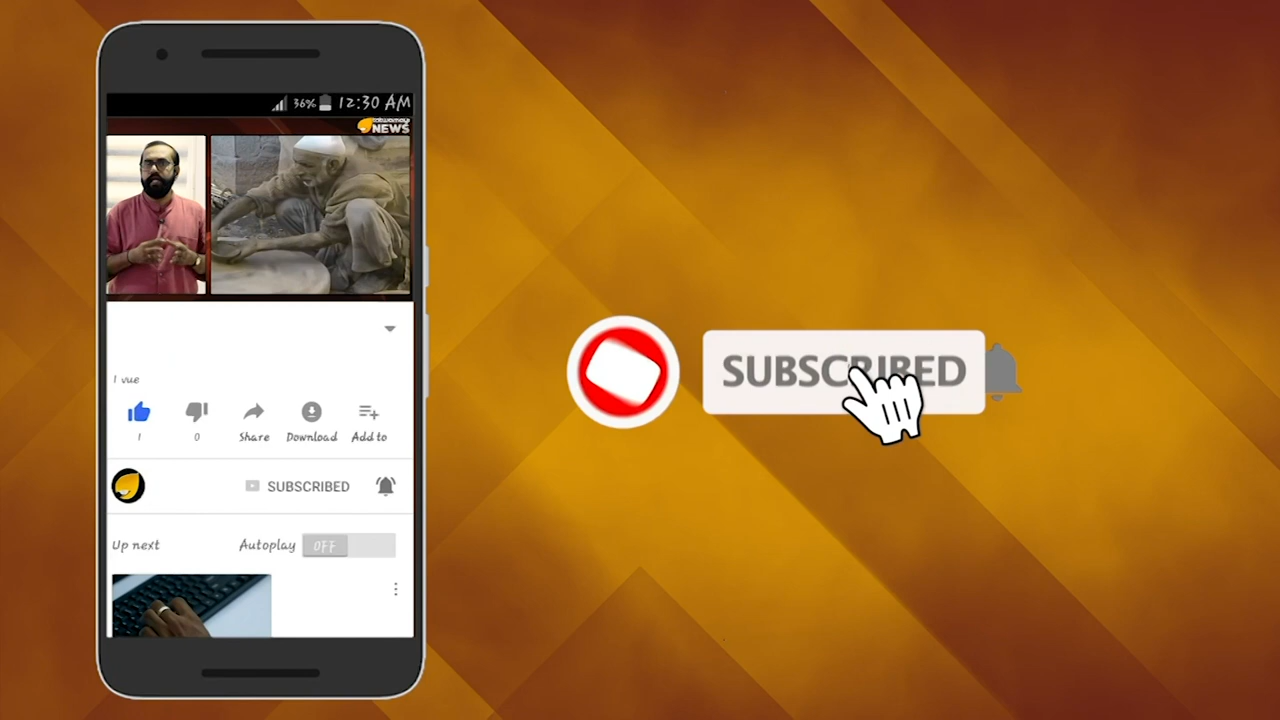 36% 12:30 AM
NEWS
1 vue
1
0
Share
Download
Add to
SUBSCRIBED
Up next
Autoplay
OFF
SUBSCRIBED